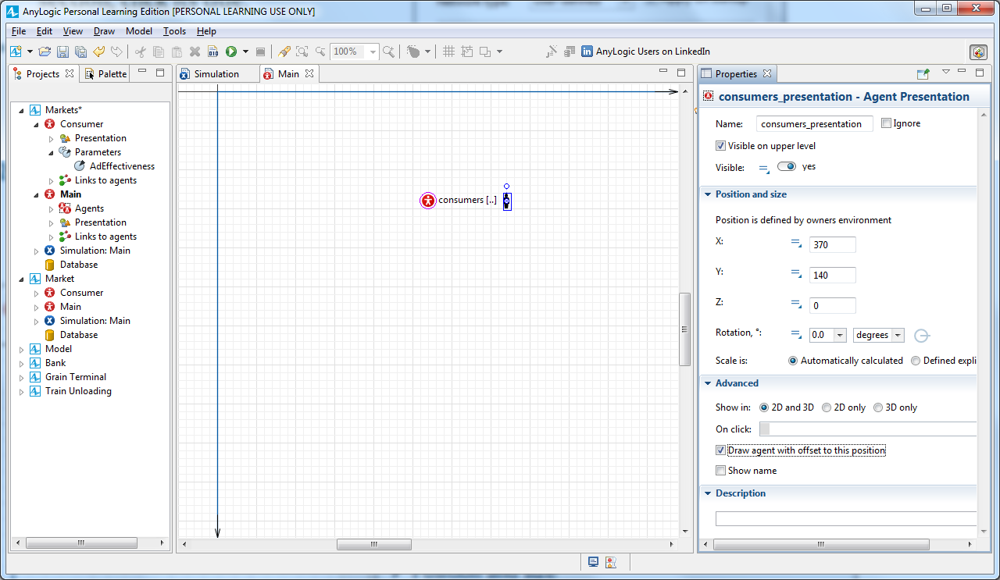 AnyLogic Personal Learning Edition [PERSONAL LEARNING USE ONLY]
File Edit View Draw Model Tools Help
100% AnyLogic Users on LinkedIn
Projects Palette
Simulation Main
Properties
Markets*
Consumer
Presentation
Parameters
AdEffectiveness
Links to agents
Main
Agents
Presentation
Links to agents
Simulation: Main
Database
Market
Consumer
Main
Simulation: Main
Database
Model
Bank
Grain Terminal
Train Unloading
consumers [..]
consumers_presentation - Agent Presentation
Name: consumers_presentation Ignore
Visible on upper level
Visible: yes
Position and size
Position is defined by owners environment
X: 370
Y: 140
Z: 0
Rotation, °: 0.0 degrees
Scale is: Automatically calculated Defined expli
Advanced
Show in: 2D and 3D 2D only 3D only
On click:
Draw agent with offset to this position
Show name
Description